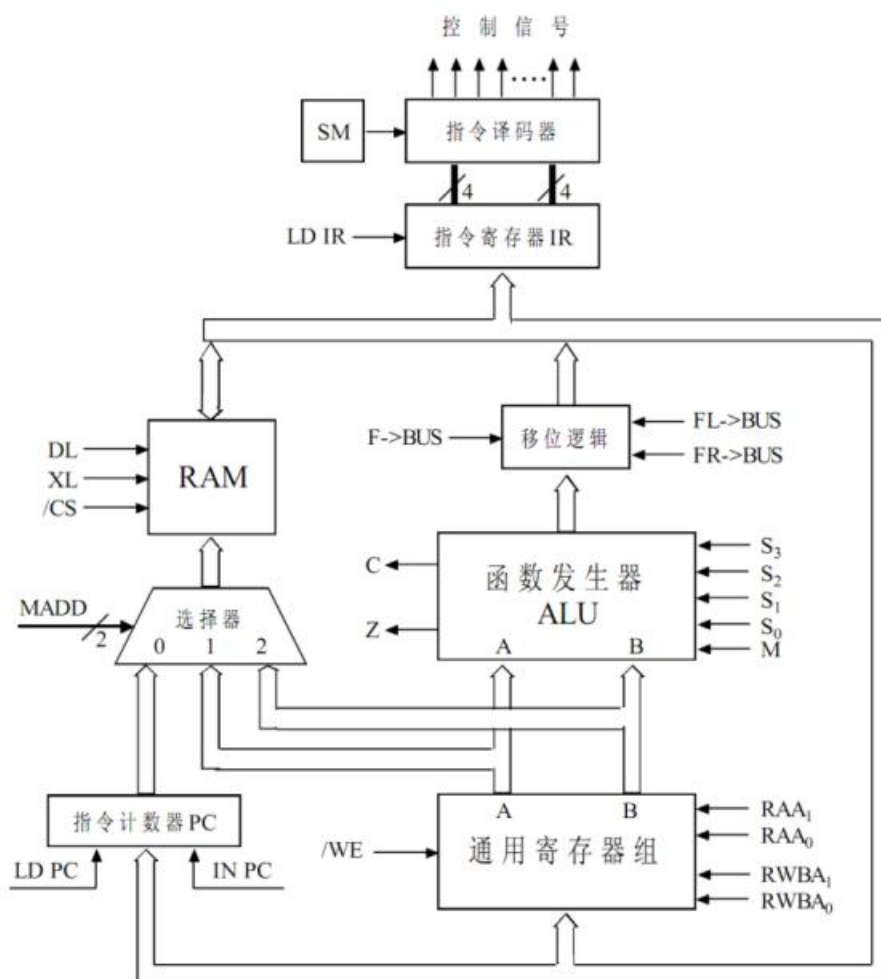 控 制 信 号
SM
指令译码器
4 4
LD IR
指令寄存器IR
DL
XL
/CS
RAM
F->BUS
移位逻辑
FL->BUS
FR->BUS
C
Z
函数发生器
ALU
A B
S₃
S₂
S₁
S₀
M
MADD
2
选择器
0 1 2
指令计数器PC
LD PC
IN PC
A B
/WE
通用寄存器组
RAA₁
RAA₀
RWBA₁
RWBA₀